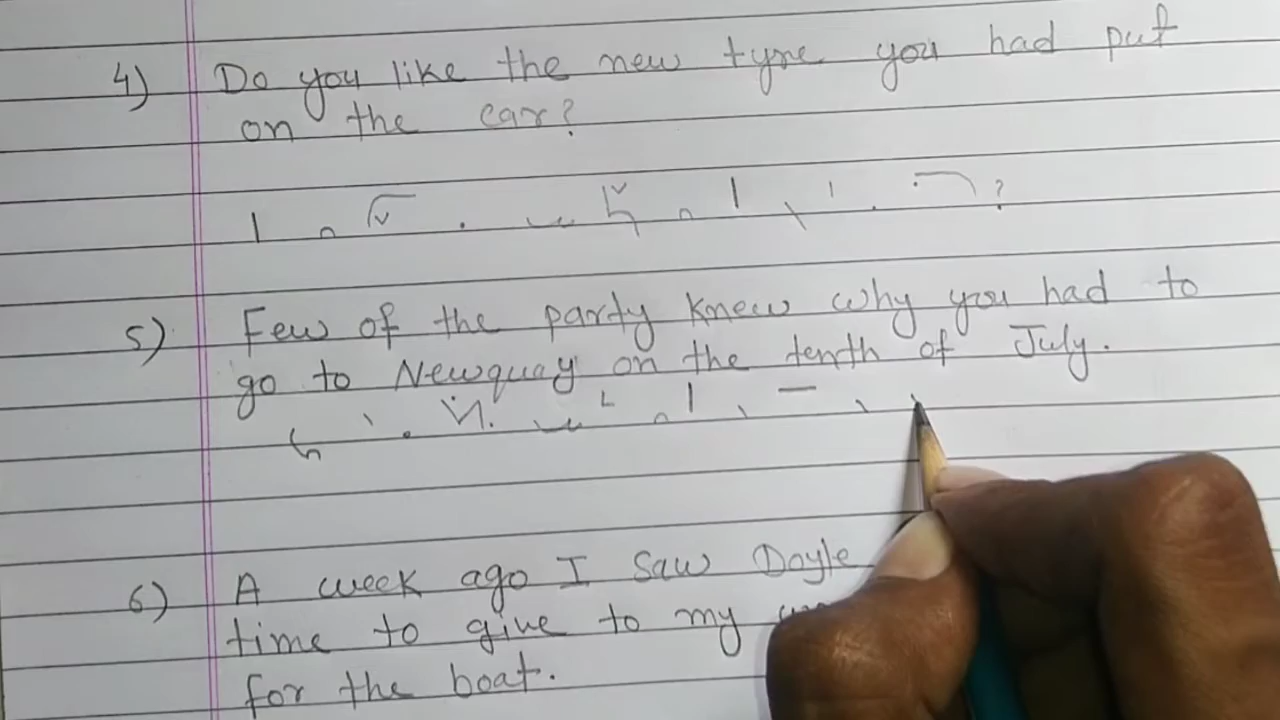 4) Do you like the new tyre you had put
on the car?
5) Few of the party knew why you had to
go to Newquay on the tenth of July.
6) A week ago I saw Doyle
time to give to my
for the boat.